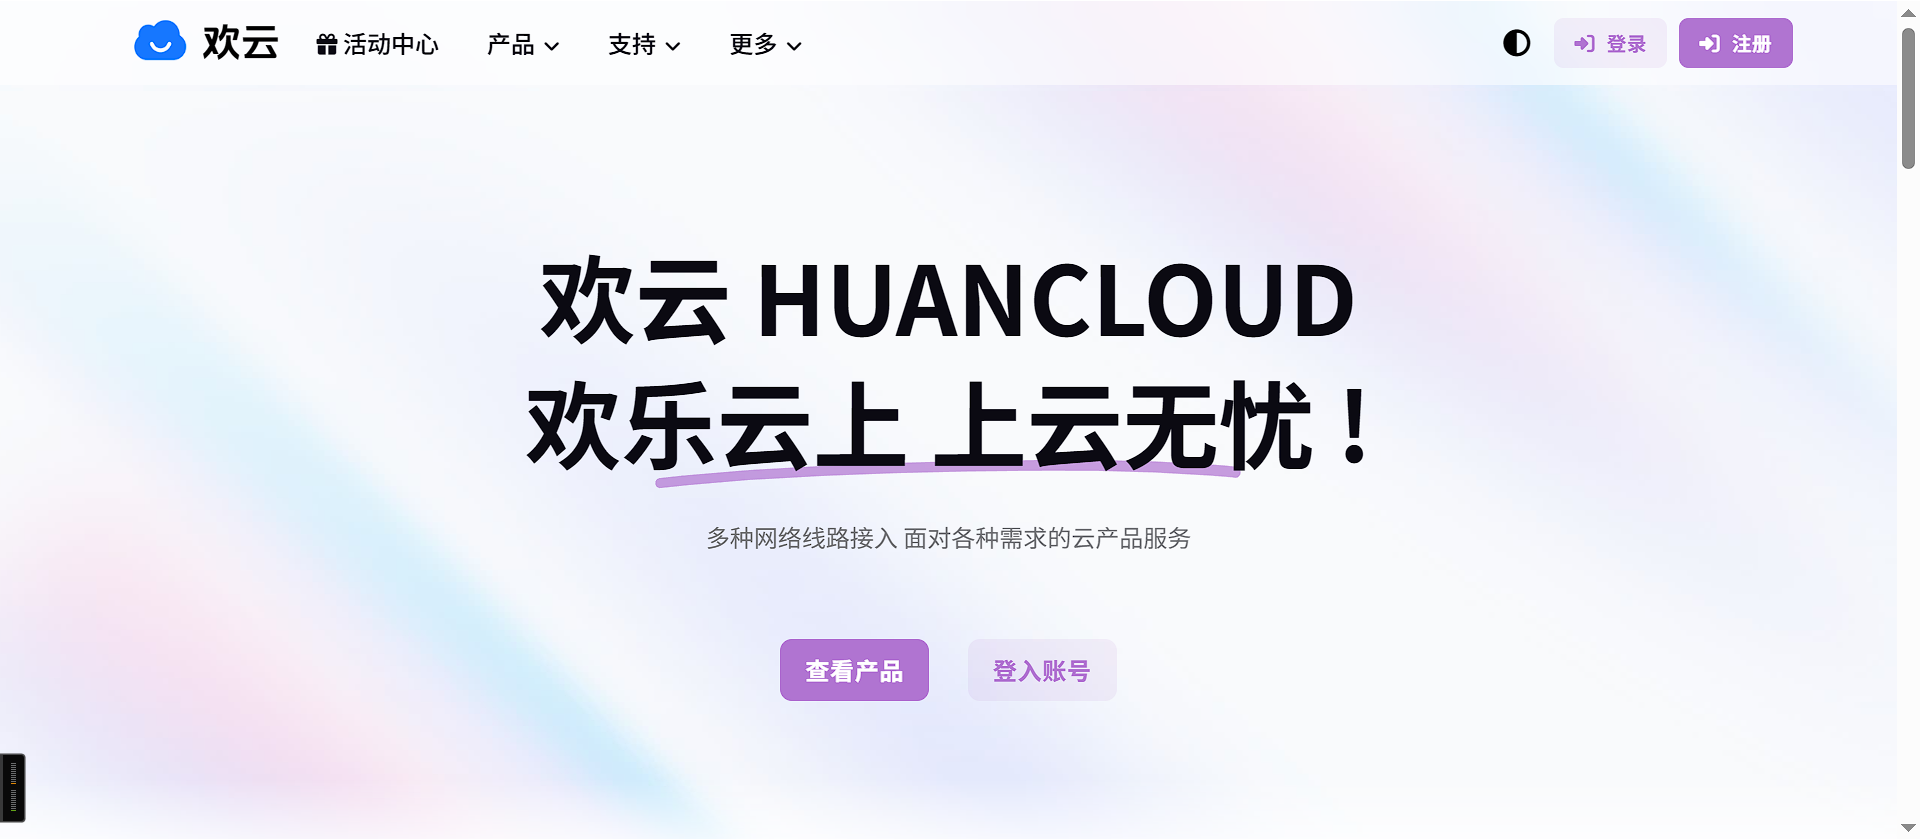 欢云
活动中心
产品
支持
更多
登录
注册
欢云 HUANCLOUD
欢乐云上 上云无忧！
多种网络线路接入 面对各种需求的云产品服务
查看产品
登入账号